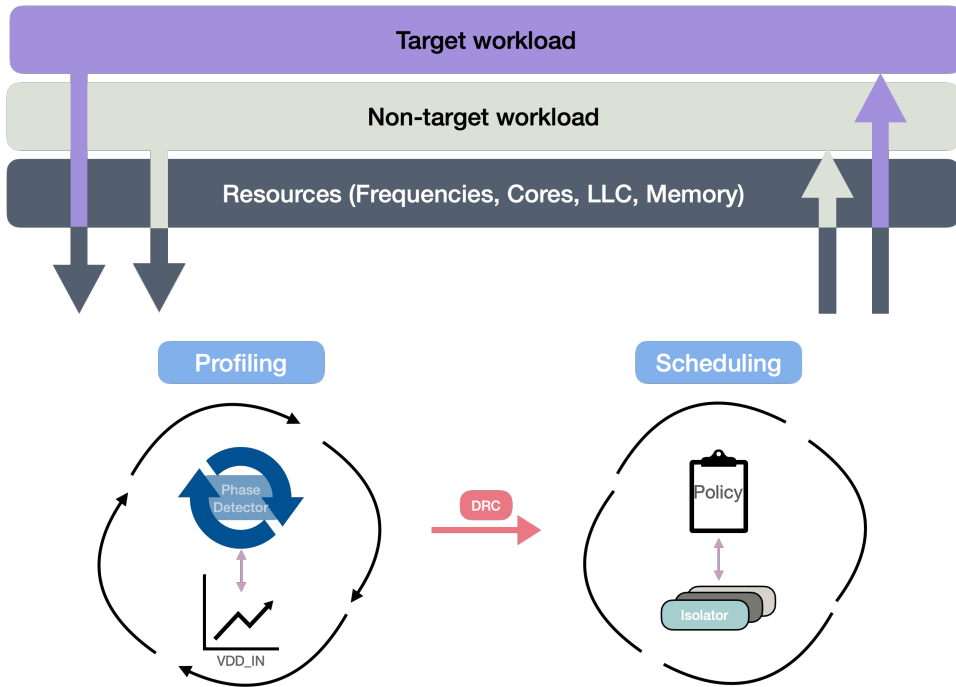 Target workload
Non-target workload
Resources (Frequencies, Cores, LLC, Memory)
Profiling
Scheduling
Phase
Detector
VDD_IN
DRC
Policy
Isolator